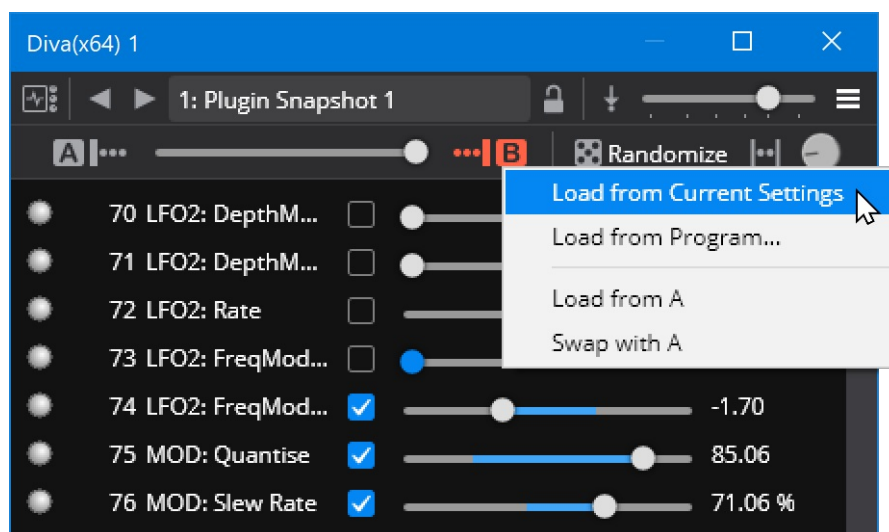 Diva(x64) 1
1: Plugin Snapshot 1
A B Randomize
Load from Current Settings
Load from Program...
Load from A
Swap with A
70 LFO2: DepthM...
71 LFO2: DepthM...
72 LFO2: Rate
73 LFO2: FreqMod...
74 LFO2: FreqMod... -1.70
75 MOD: Quantise 85.06
76 MOD: Slew Rate 71.06 %